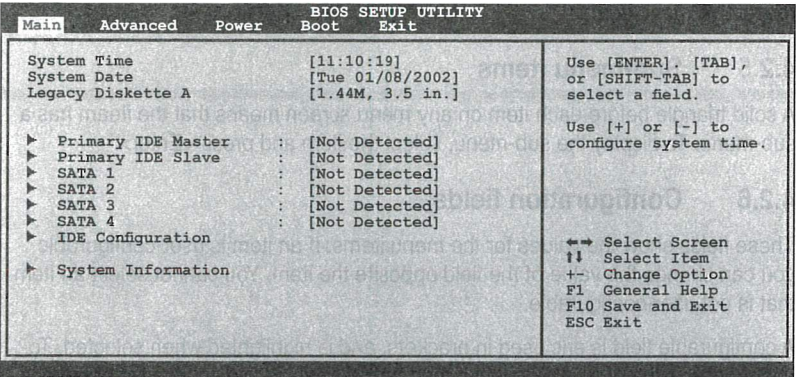 BIOS SETUP UTILITY
Main Advanced Power Boot Exit
System Time [11:10:19]
System Date [Tue 01/08/2002]
Legacy Diskette A [1.44M, 3.5 in.]
Primary IDE Master : [Not Detected]
Primary IDE Slave : [Not Detected]
SATA 1 : [Not Detected]
SATA 2 : [Not Detected]
SATA 3 : [Not Detected]
SATA 4 : [Not Detected]
IDE Configuration
System Information
Use [ENTER]. [TAB],
or [SHIFT-TAB] to
select a field.
Use [+] or [-] to
configure system time.
←→ Select Screen
↑↓ Select Item
+- Change Option
F1 General Help
F10 Save and Exit
ESC Exit